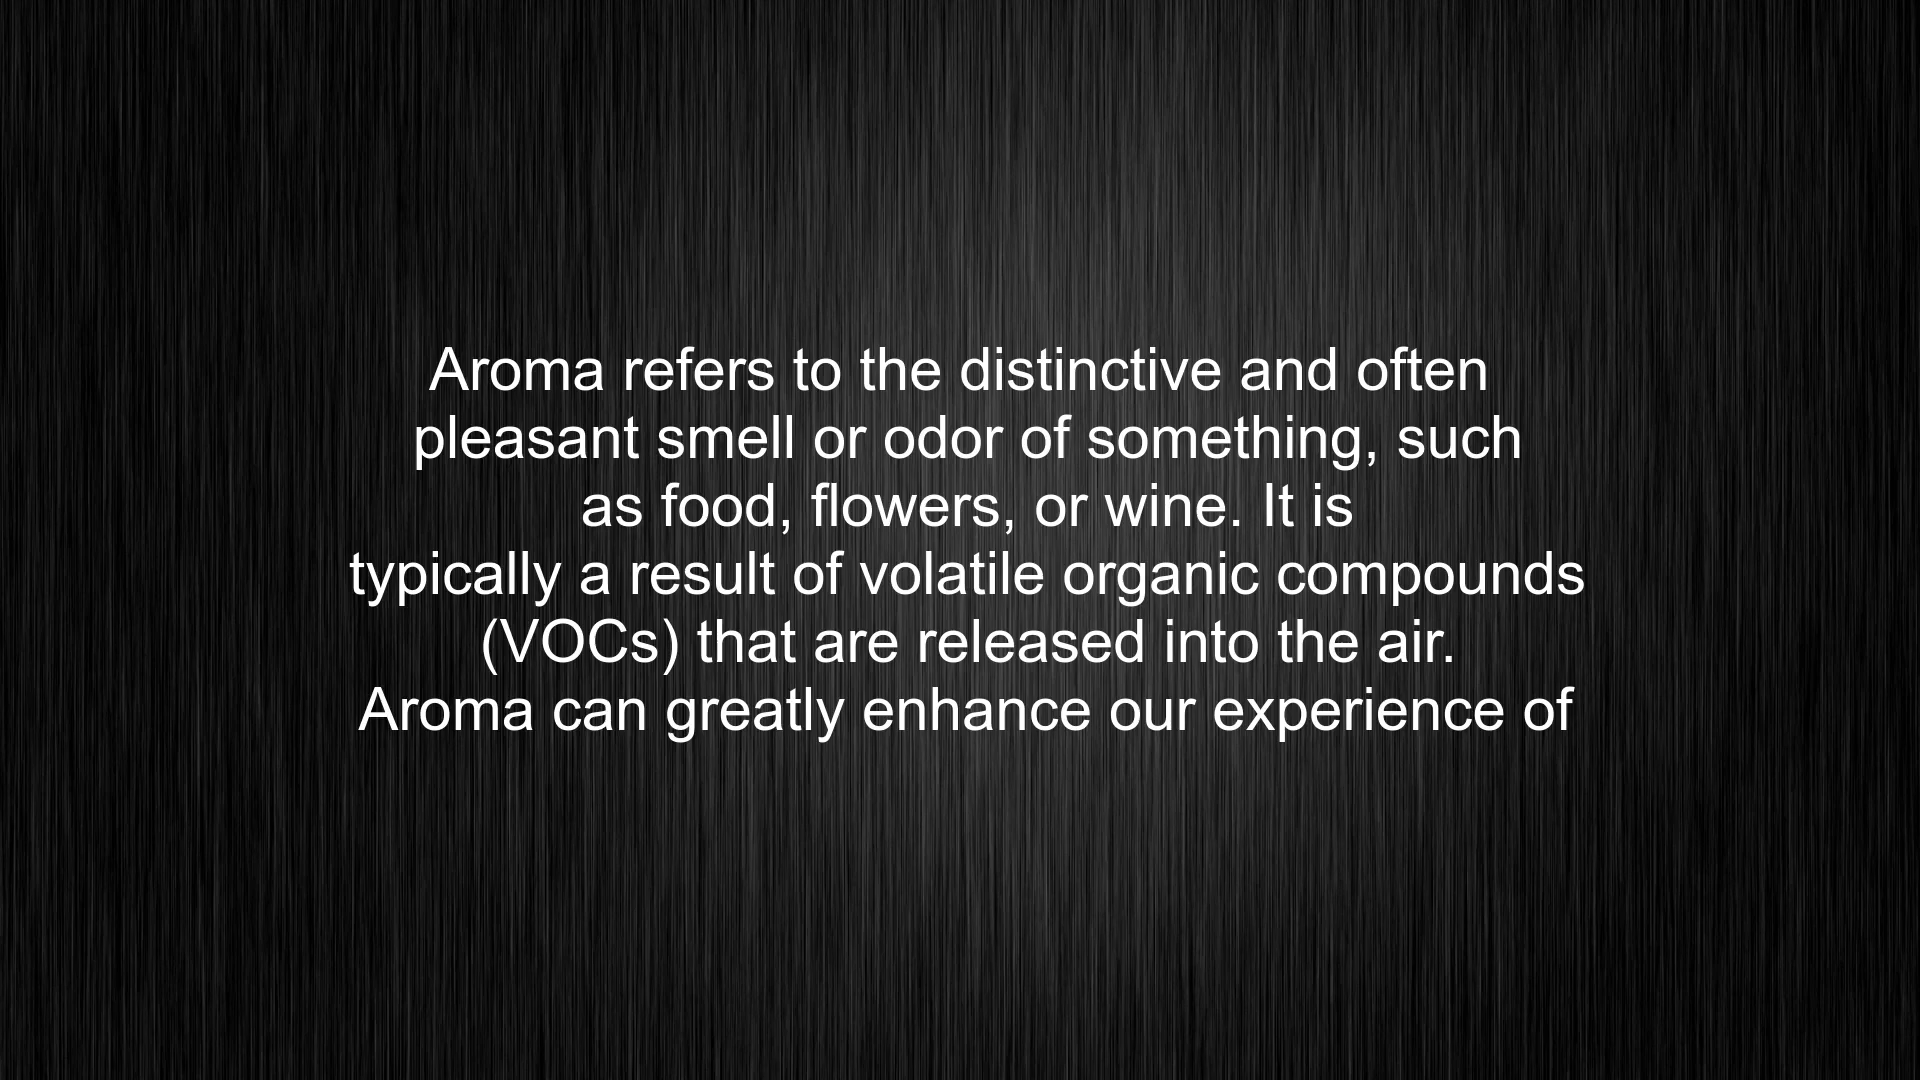 Aroma refers to the distinctive and often
pleasant smell or odor of something, such
as food, flowers, or wine. It is
typically a result of volatile organic compounds
(VOCs) that are released into the air.
Aroma can greatly enhance our experience of